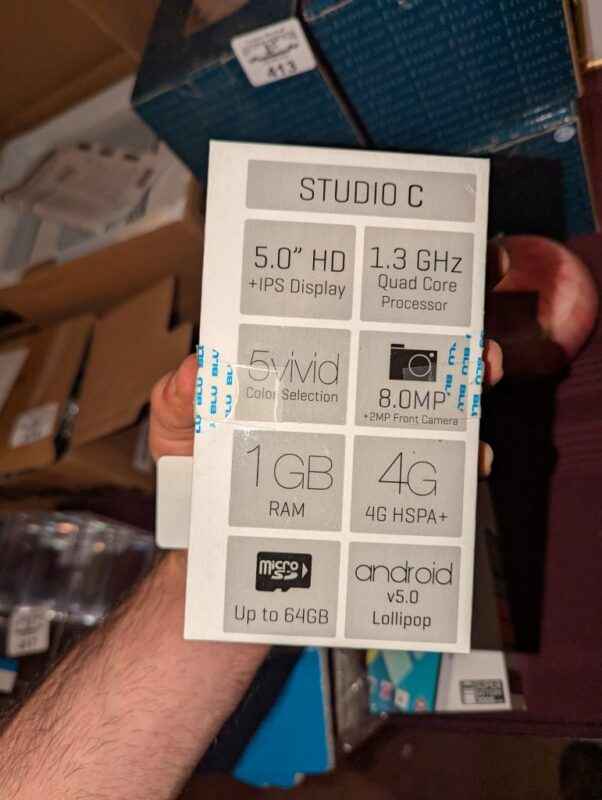 413
STUDIO C
5.0" HD
+IPS Display
1.3 GHz
Quad Core
Processor
5vivid
Color Selection
8.0MP
+2MP Front Camera
1 GB
RAM
4G
4G HSPA+
micro
SD
Up to 64GB
android
v5.0
Lollipop
BLU BLU